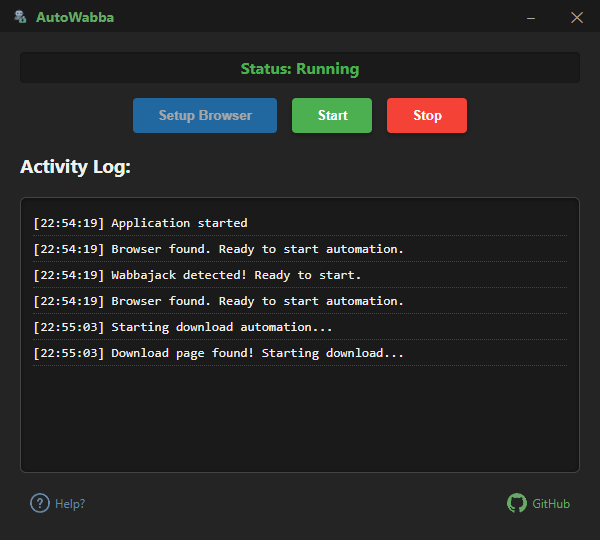 AutoWabba
Status: Running
Setup Browser Start Stop
Activity Log:
[22:54:19] Application started
[22:54:19] Browser found. Ready to start automation.
[22:54:19] Wabbajack detected! Ready to start.
[22:54:19] Browser found. Ready to start automation.
[22:55:03] Starting download automation...
[22:55:03] Download page found! Starting download...
? Help? GitHub